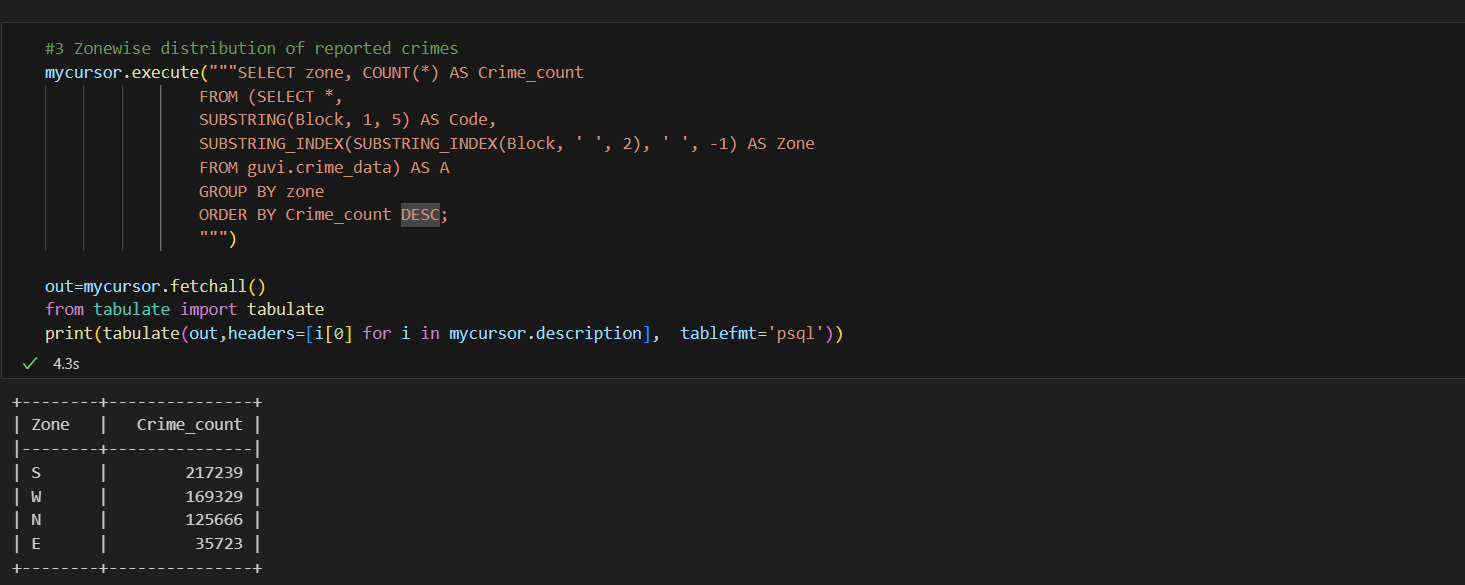 #3 Zonewise distribution of reported crimes
mycursor.execute("""SELECT zone, COUNT(*) AS Crime_count
FROM (SELECT *,
SUBSTRING(Block, 1, 5) AS Code,
SUBSTRING_INDEX(SUBSTRING_INDEX(Block, ' ', 2), ' ', -1) AS Zone
FROM guvi.crime_data) AS A
GROUP BY zone
ORDER BY Crime_count DESC;
""")
out=mycursor.fetchall()
from tabulate import tabulate
print(tabulate(out,headers=[i[0] for i in mycursor.description],  tablefmt='psql'))
4.3s
+--------+---------------+
| Zone   |   Crime_count |
|--------+---------------|
| S      |        217239 |
| W      |        169329 |
| N      |        125666 |
| E      |         35723 |
+--------+---------------+